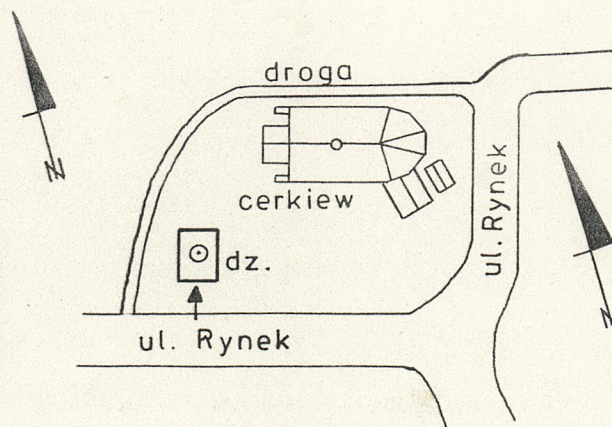 droga
cerkiew
ul. Rynek
dz.
ul. Rynek
N
N